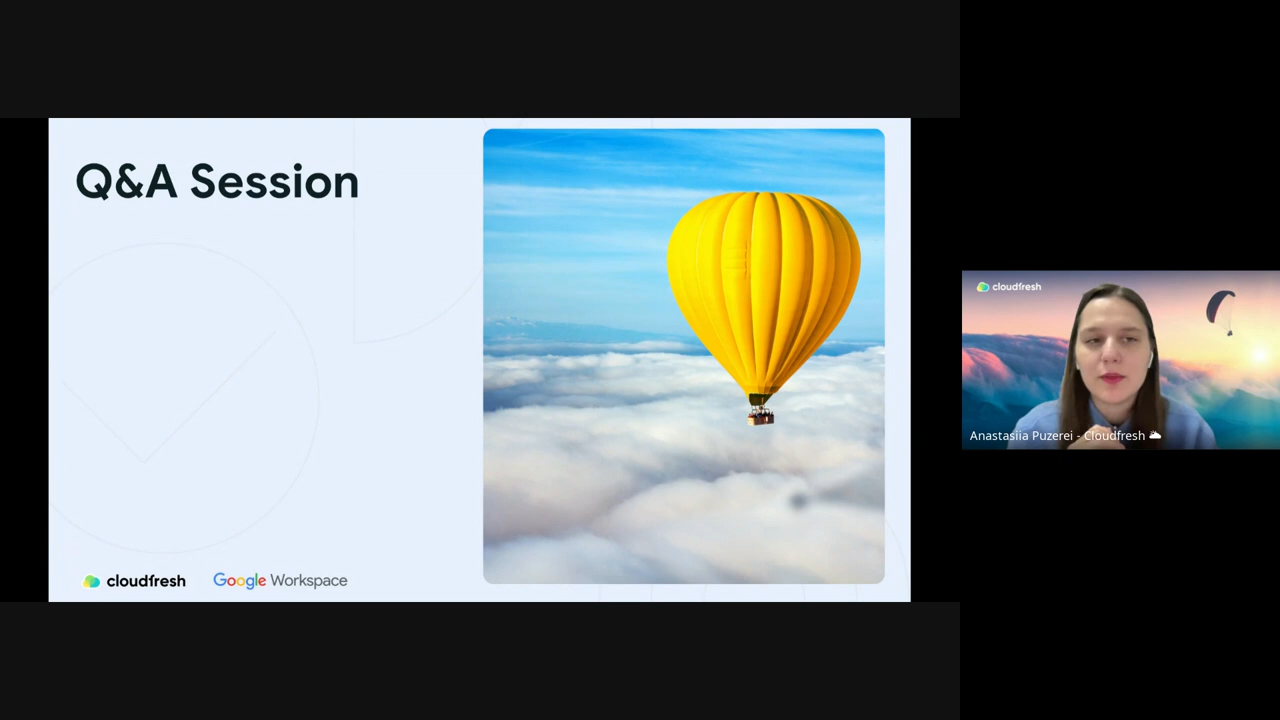 Q&A Session
cloudfresh
Google Workspace
cloudfresh
Anastasiia Puzerei - Cloudfresh 🌥️